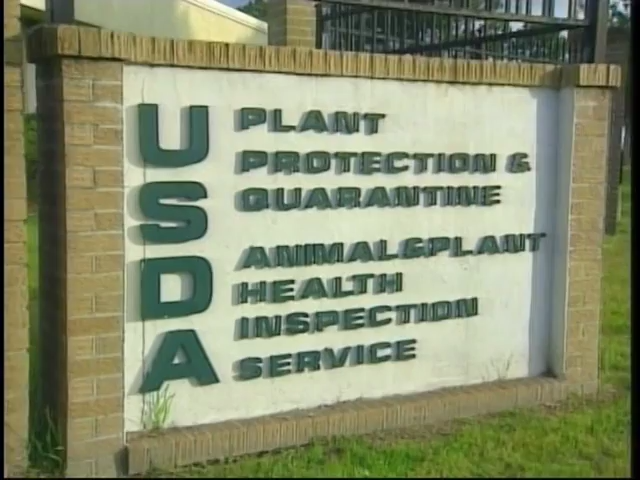 USDA
PLANT
PROTECTION &
QUARANTINE
ANIMAL&PLANT
HEALTH
INSPECTION
SERVICE